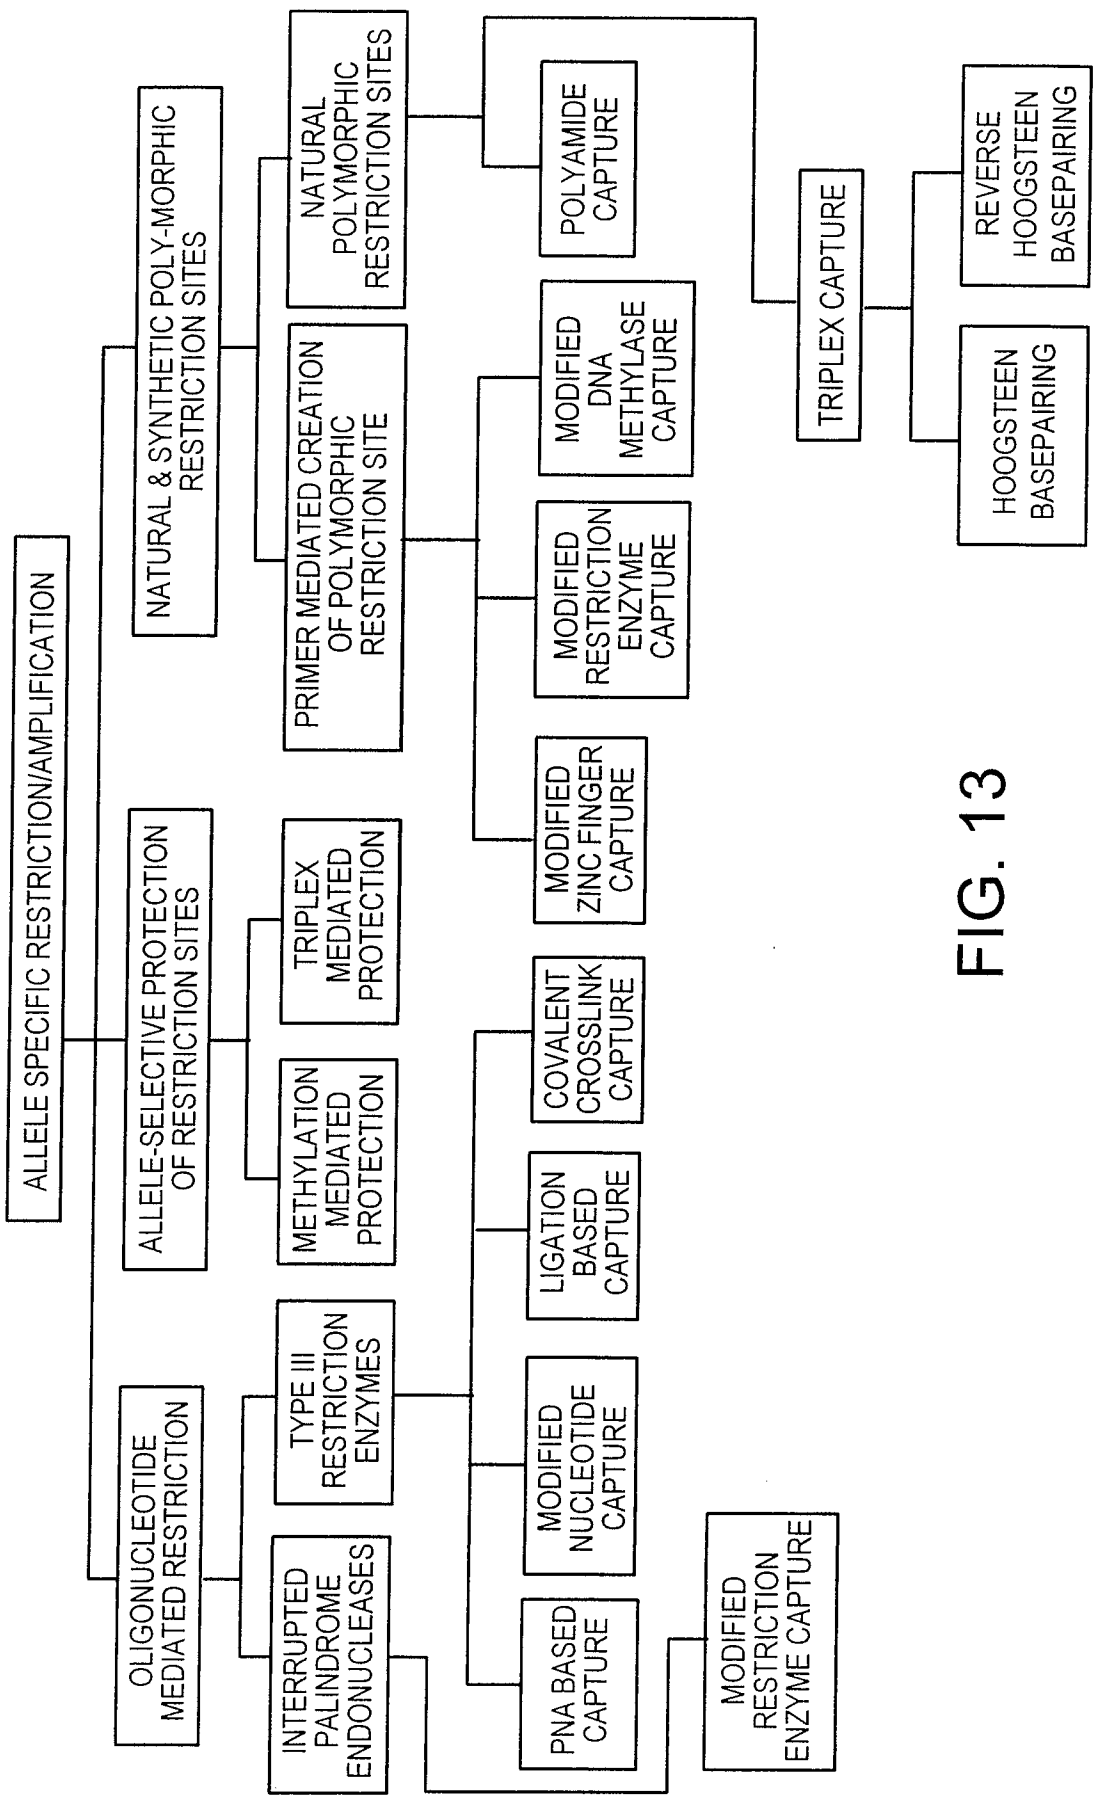 ALLELE SPECIFIC RESTRICTION/AMPLIFICATION
OLIGONUCLEOTIDE
MEDIATED RESTRICTION
ALLELE-SELECTIVE PROTECTION
OF RESTRICTION SITES
NATURAL & SYNTHETIC POLY-MORPHIC
RESTRICTION SITES
INTERRUPTED
PALINDROME
ENDONUCLEASES
TYPE III
RESTRICTION
ENZYMES
METHYLATION
MEDIATED
PROTECTION
TRIPLEX
MEDIATED
PROTECTION
PRIMER MEDIATED CREATION
OF POLYMORPHIC
RESTRICTION SITE
NATURAL
POLYMORPHIC
RESTRICTION SITES
PNA BASED
CAPTURE
MODIFIED
NUCLEOTIDE
CAPTURE
LIGATION
BASED
CAPTURE
COVALENT
CROSSLINK
CAPTURE
MODIFIED
ZINC FINGER
CAPTURE
MODIFIED
RESTRICTION
ENZYME
CAPTURE
MODIFIED
DNA
METHYLASE
CAPTURE
POLYAMIDE
CAPTURE
MODIFIED
RESTRICTION
ENZYME CAPTURE
TRIPLEX CAPTURE
HOOGSTEEN
BASEPAIRING
REVERSE
HOOGSTEEN
BASEPAIRING
FIG. 13